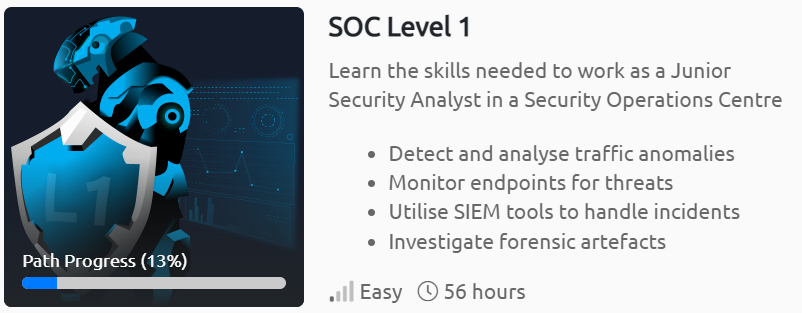 SOC Level 1
Learn the skills needed to work as a Junior
Security Analyst in a Security Operations Centre
• Detect and analyse traffic anomalies
• Monitor endpoints for threats
• Utilise SIEM tools to handle incidents
• Investigate forensic artefacts
L1
Path Progress (13%)
Easy 56 hours